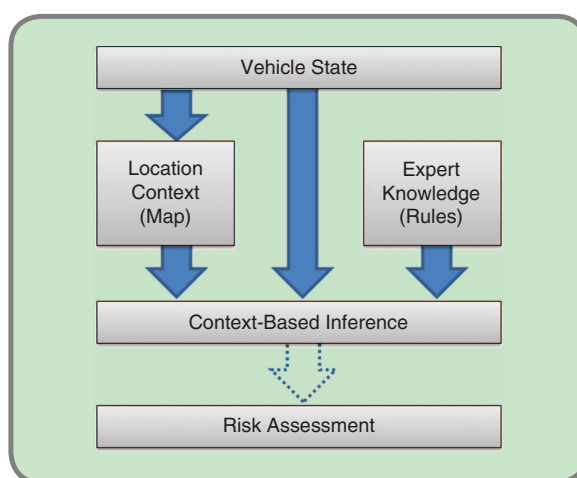 Vehicle State
Location
Context
(Map)
Expert
Knowledge
(Rules)
Context-Based Inference
Risk Assessment